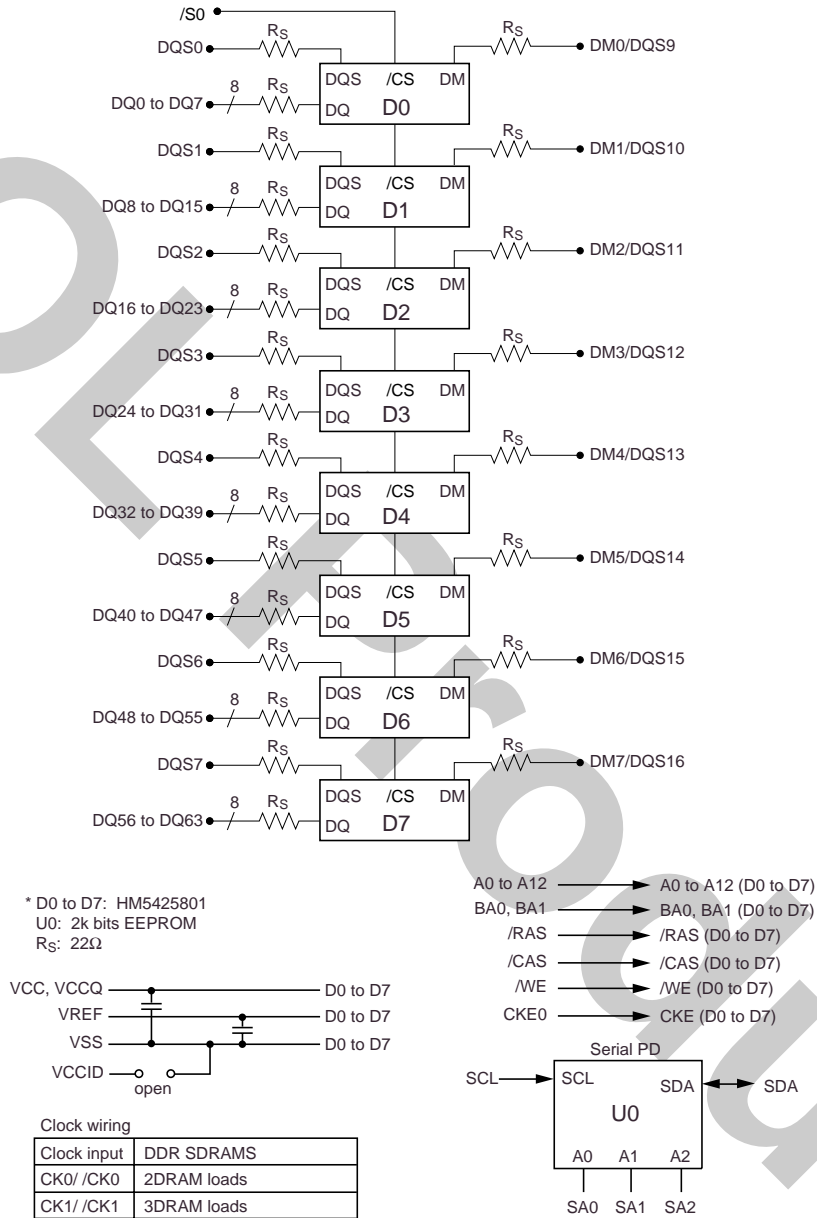 /S0
DQS0 RS RS DM0/DQS9
DQS /CS DM
DQ0 to DQ7 8 RS DQ D0
DQS1 RS RS DM1/DQS10
DQS /CS DM
DQ8 to DQ15 8 RS DQ D1
DQS2 RS RS DM2/DQS11
DQS /CS DM
DQ16 to DQ23 8 RS DQ D2
DQS3 RS RS DM3/DQS12
DQS /CS DM
DQ24 to DQ31 8 RS DQ D3
DQS4 RS RS DM4/DQS13
DQS /CS DM
DQ32 to DQ39 8 RS DQ D4
DQS5 RS RS DM5/DQS14
DQS /CS DM
DQ40 to DQ47 8 RS DQ D5
DQS6 RS RS DM6/DQS15
DQS /CS DM
DQ48 to DQ55 8 RS DQ D6
DQS7 RS RS DM7/DQS16
DQS /CS DM
DQ56 to DQ63 8 RS DQ D7
* D0 to D7: HM5425801
U0: 2k bits EEPROM
RS: 22Ω
A0 to A12 A0 to A12 (D0 to D7)
BA0, BA1 BA0, BA1 (D0 to D7)
/RAS /RAS (D0 to D7)
/CAS /CAS (D0 to D7)
/WE /WE (D0 to D7)
CKE0 CKE (D0 to D7)
VCC, VCCQ D0 to D7
VREF D0 to D7
VSS D0 to D7
VCCID open
Serial PD
SCL SCL SDA SDA
U0
A0 A1 A2
SA0 SA1 SA2
Clock wiring
Clock input DDR SDRAMS
CK0/ /CK0 2DRAM loads
CK1/ /CK1 3DRAM loads
OL Produ